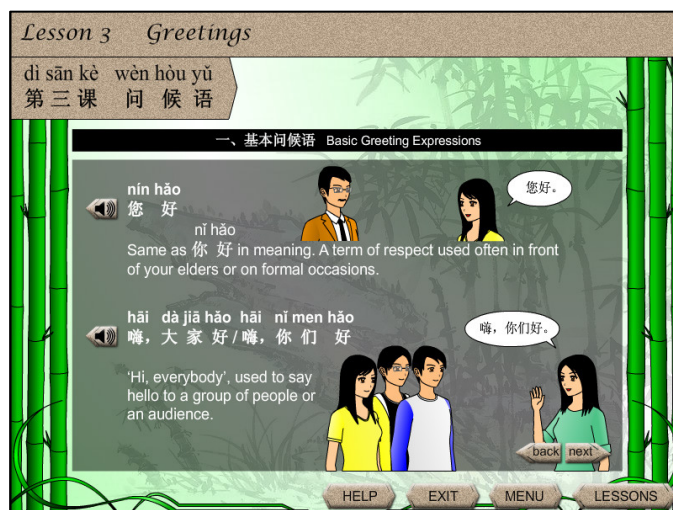 Lesson 3 Greetings
dì sān kè wèn hòu yǔ
第三课 问候语
一、基本问候语 Basic Greeting Expressions
nín hǎo
您 好
您好。
nǐ hǎo
Same as 你 好 in meaning. A term of respect used often in front
of your elders or on formal occasions.
hāi dà jiā hǎo hāi nǐ men hǎo
嗨，大 家 好 / 嗨，你 们 好
嗨，你们好。
‘Hi, everybody’, used to say
hello to a group of people or
an audience.
back next
HELP EXIT MENU LESSONS